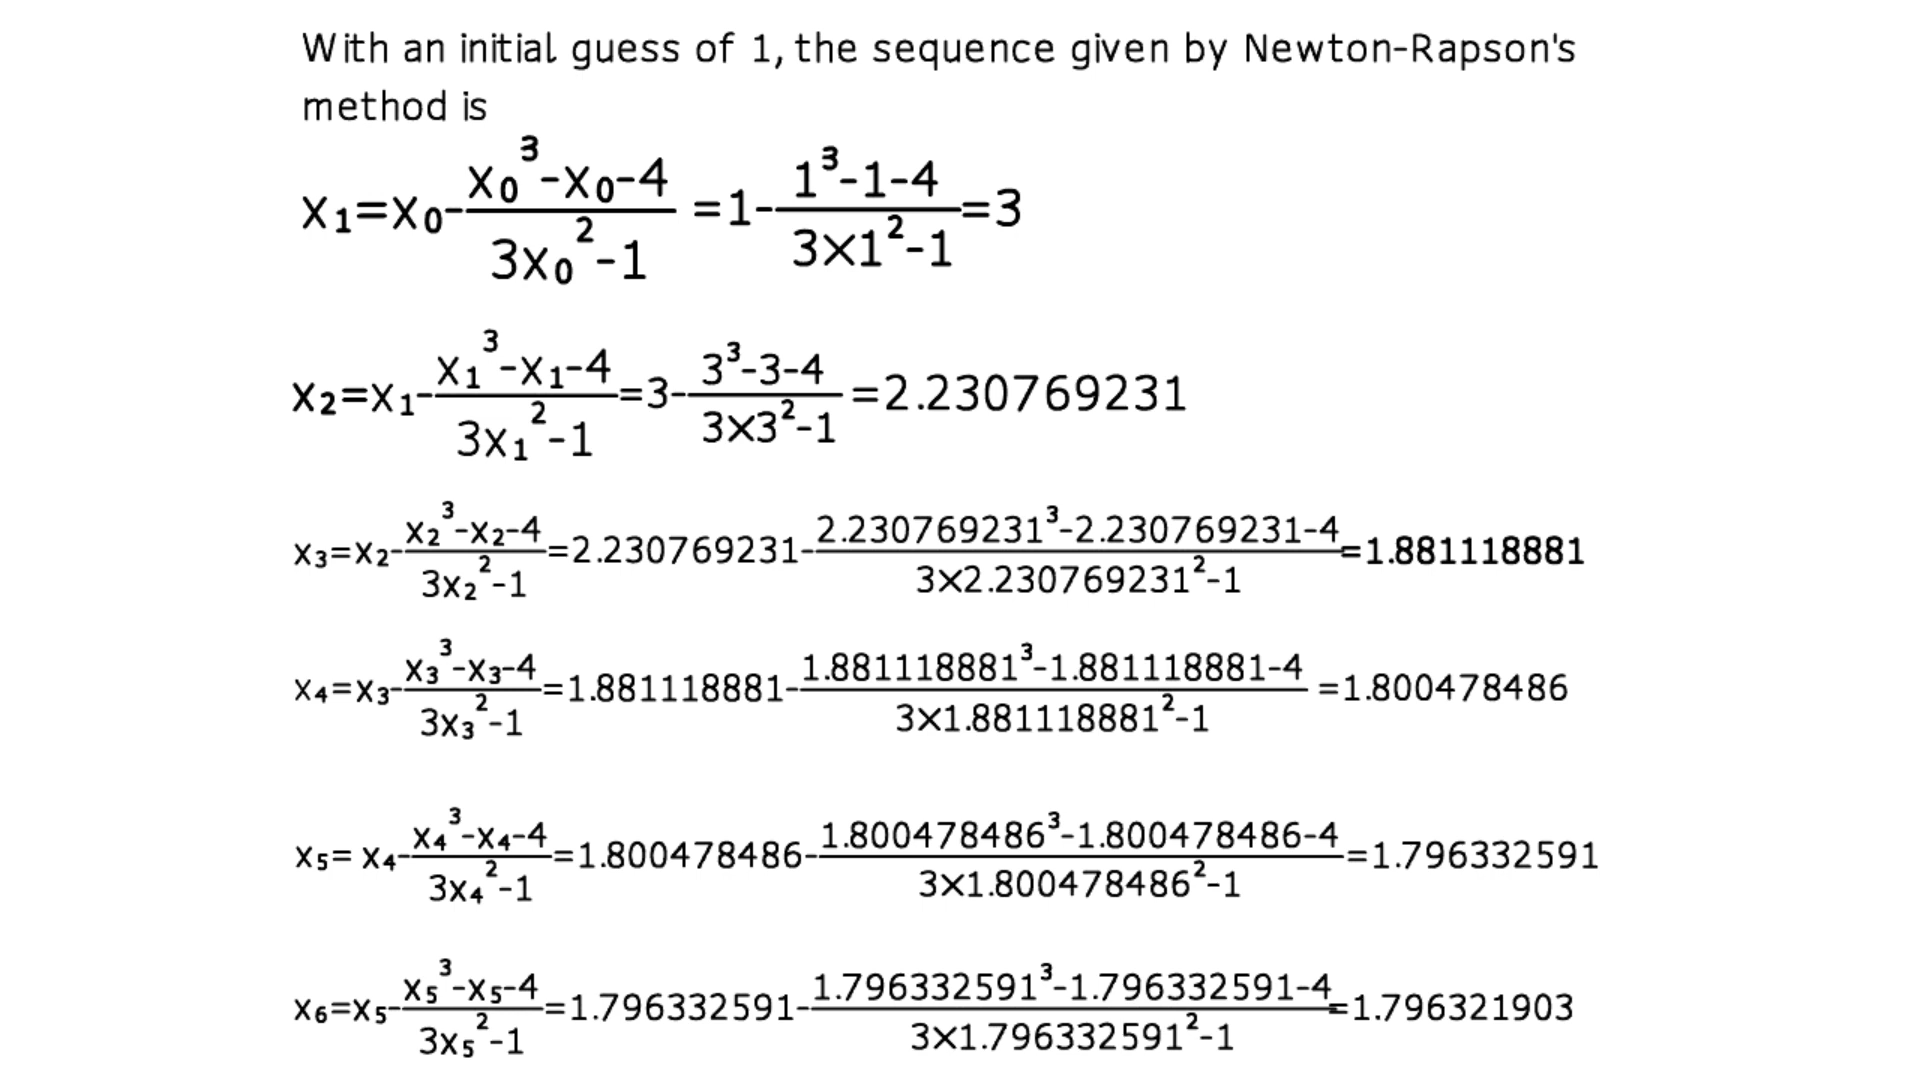 With an initial guess of 1, the sequence given by Newton-Rapson's
method is
x₁=x₀-(x₀³-x₀-4)/(3x₀²-1) =1-(1³-1-4)/(3×1²-1)=3
x₂=x₁-(x₁³-x₁-4)/(3x₁²-1)=3-(3³-3-4)/(3×3²-1) =2.230769231
x₃=x₂-(x₂³-x₂-4)/(3x₂²-1)=2.230769231-(2.230769231³-2.230769231-4)/(3×2.230769231²-1)=1.881118881
x₄=x₃-(x₃³-x₃-4)/(3x₃²-1)=1.881118881-(1.881118881³-1.881118881-4)/(3×1.881118881²-1) =1.800478486
x₅= x₄-(x₄³-x₄-4)/(3x₄²-1)=1.800478486-(1.800478486³-1.800478486-4)/(3×1.800478486²-1)=1.796332591
x₆=x₅-(x₅³-x₅-4)/(3x₅²-1)=1.796332591-(1.796332591³-1.796332591-4)/(3×1.796332591²-1)=1.796321903